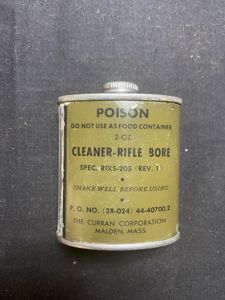 POISON
DO NOT USE AS FOOD CONTAINER
2-OZ.
CLEANER-RIFLE BORE
SPEC. RIXS-205 (REV. 1)
SHAKE WELL BEFORE USING
P. O. NO. (28-024) 44-40700.2
THE CURRAN CORPORATION
MALDEN, MASS.